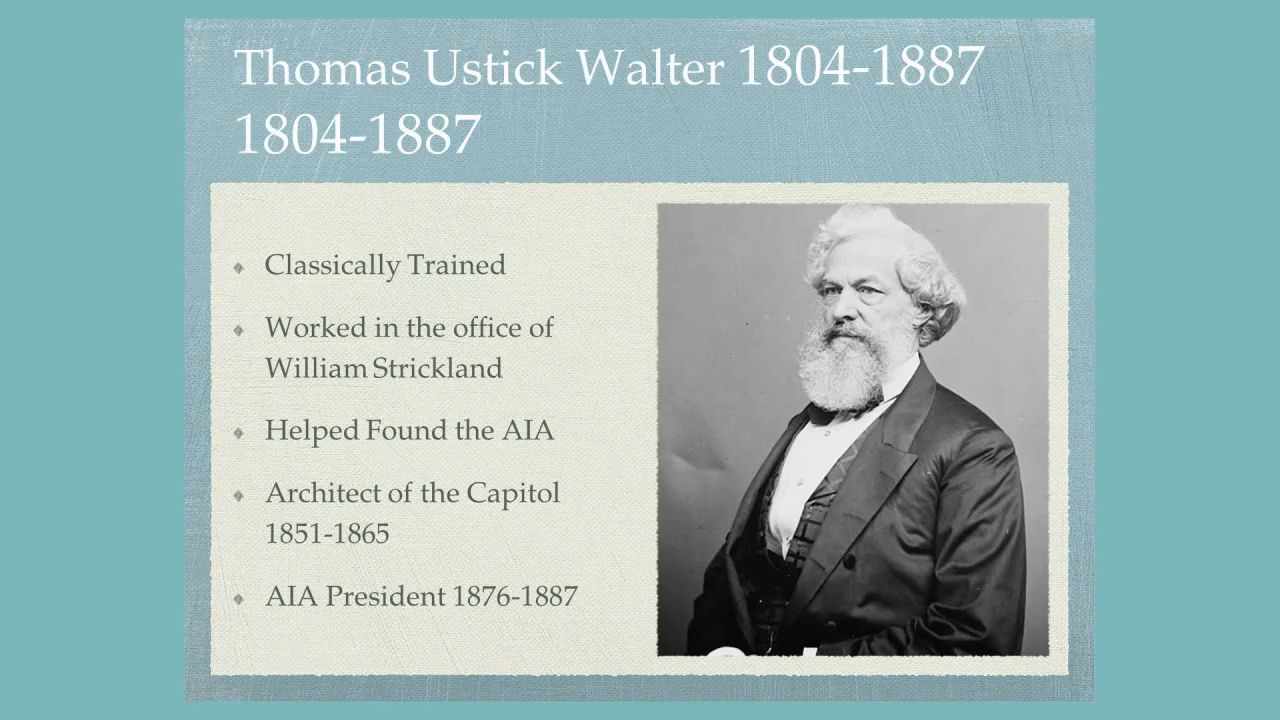 Thomas Ustick Walter 1804-1887
1804-1887
Classically Trained
Worked in the office of
William Strickland
Helped Found the AIA
Architect of the Capitol
1851-1865
AIA President 1876-1887